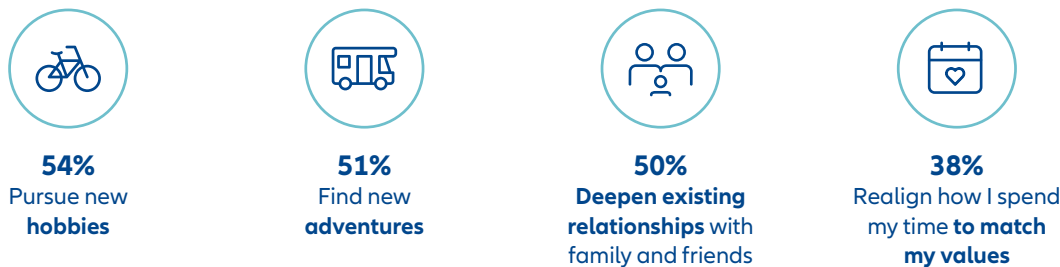 54%
Pursue new
hobbies
51%
Find new
adventures
50%
Deepen existing
relationships with
family and friends
38%
Realign how I spend
my time to match
my values